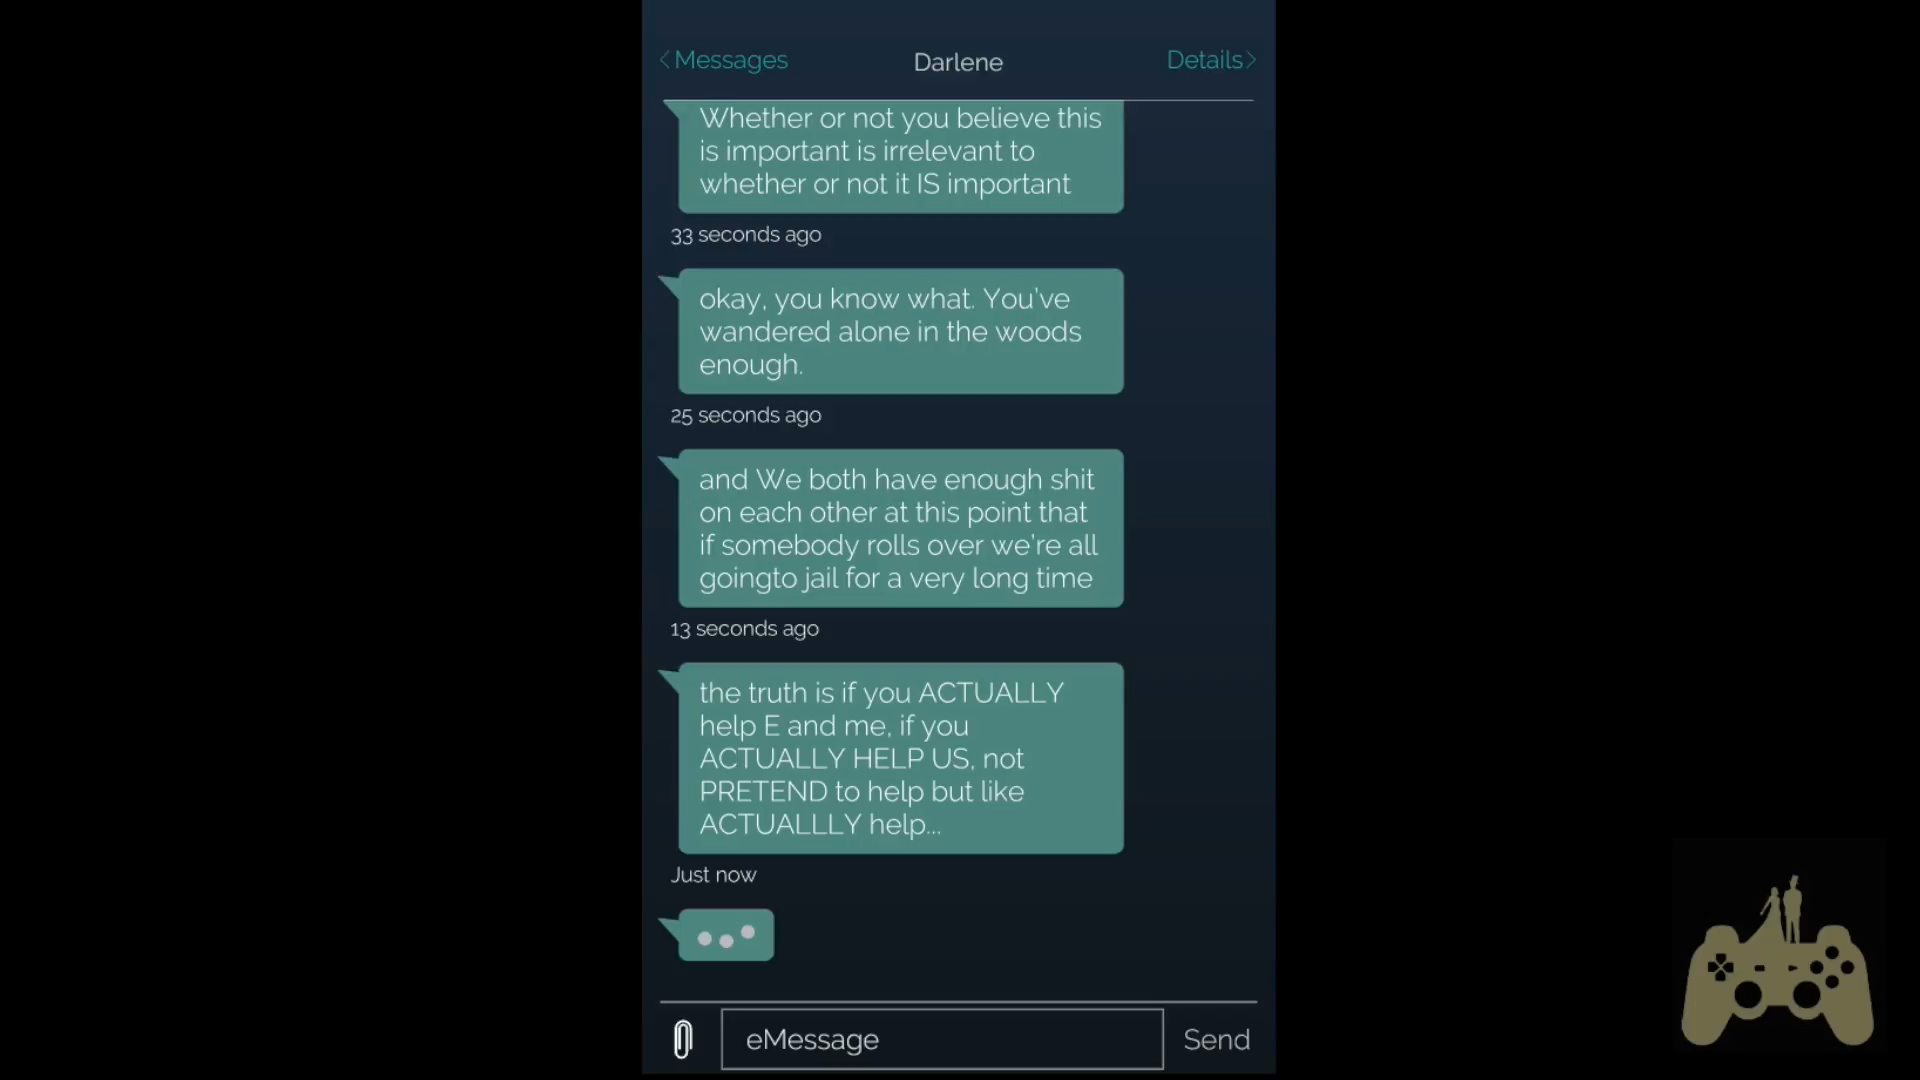 Messages
Darlene
Details
Whether or not you believe this
is important is irrelevant to
whether or not it IS important
33 seconds ago
okay, you know what. You've
wandered alone in the woods
enough.
25 seconds ago
and We both have enough shit
on each other at this point that
if somebody rolls over we're all
goingto jail for a very long time
13 seconds ago
the truth is if you ACTUALLY
help E and me, if you
ACTUALLY HELP US, not
PRETEND to help but like
ACTUALLLY help...
Just now
eMessage
Send